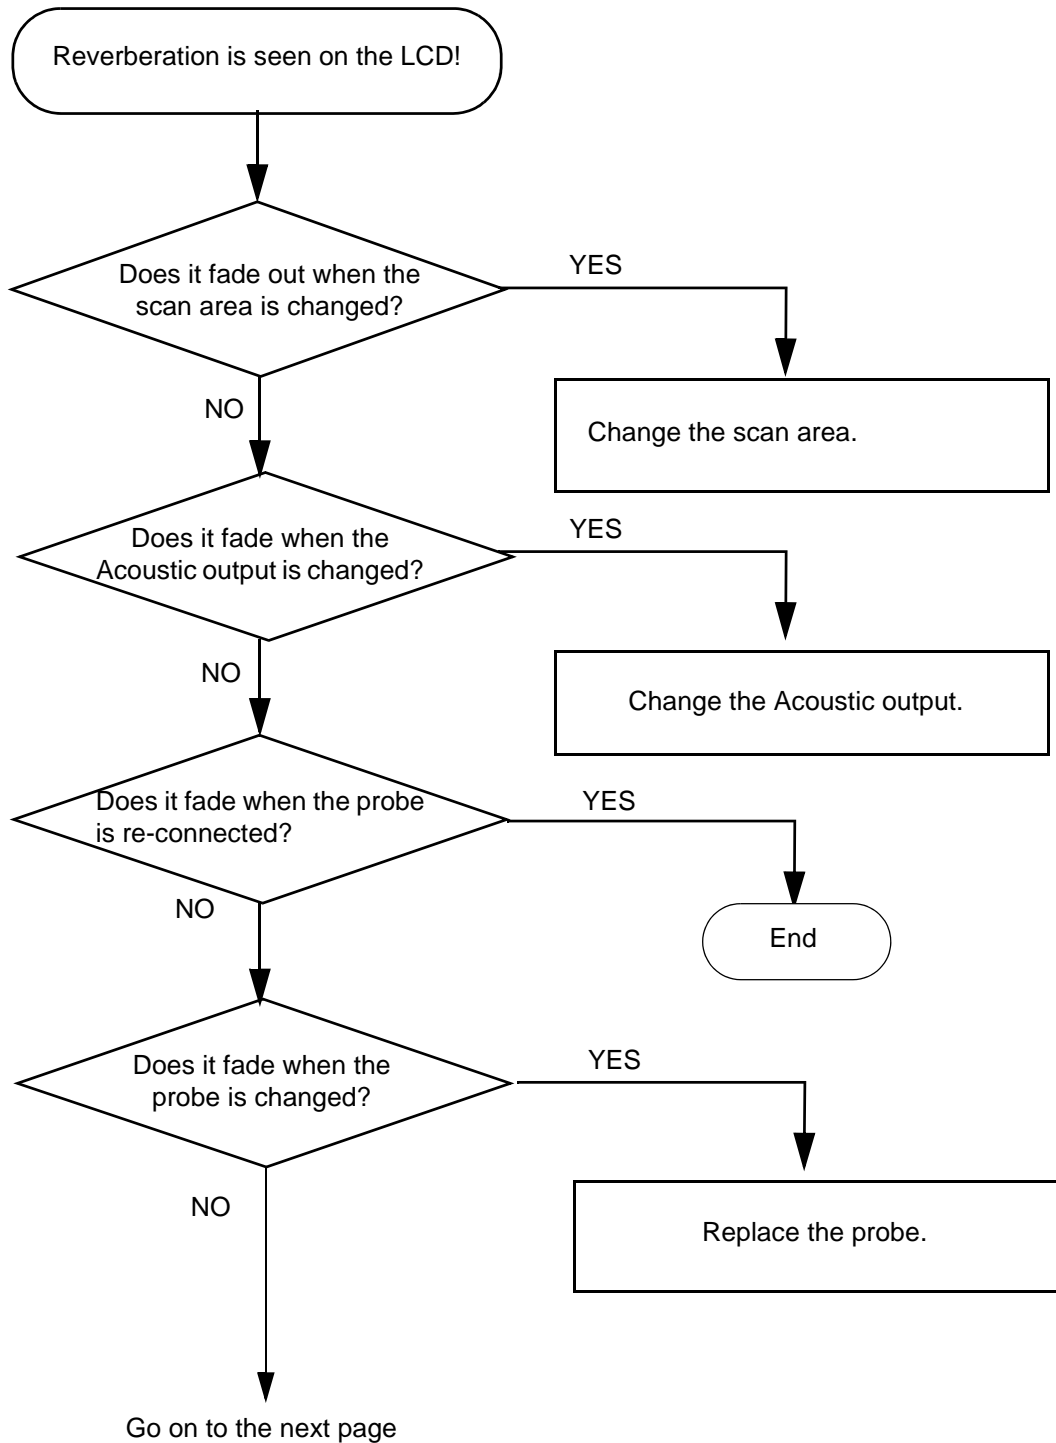 Reverberation is seen on the LCD!
Does it fade out when the
scan area is changed?
YES
NO
Change the scan area.
Does it fade when the
Acoustic output is changed?
YES
NO
Change the Acoustic output.
Does it fade when the probe
is re-connected?
YES
NO
End
Does it fade when the
probe is changed?
YES
NO
Replace the probe.
Go on to the next page